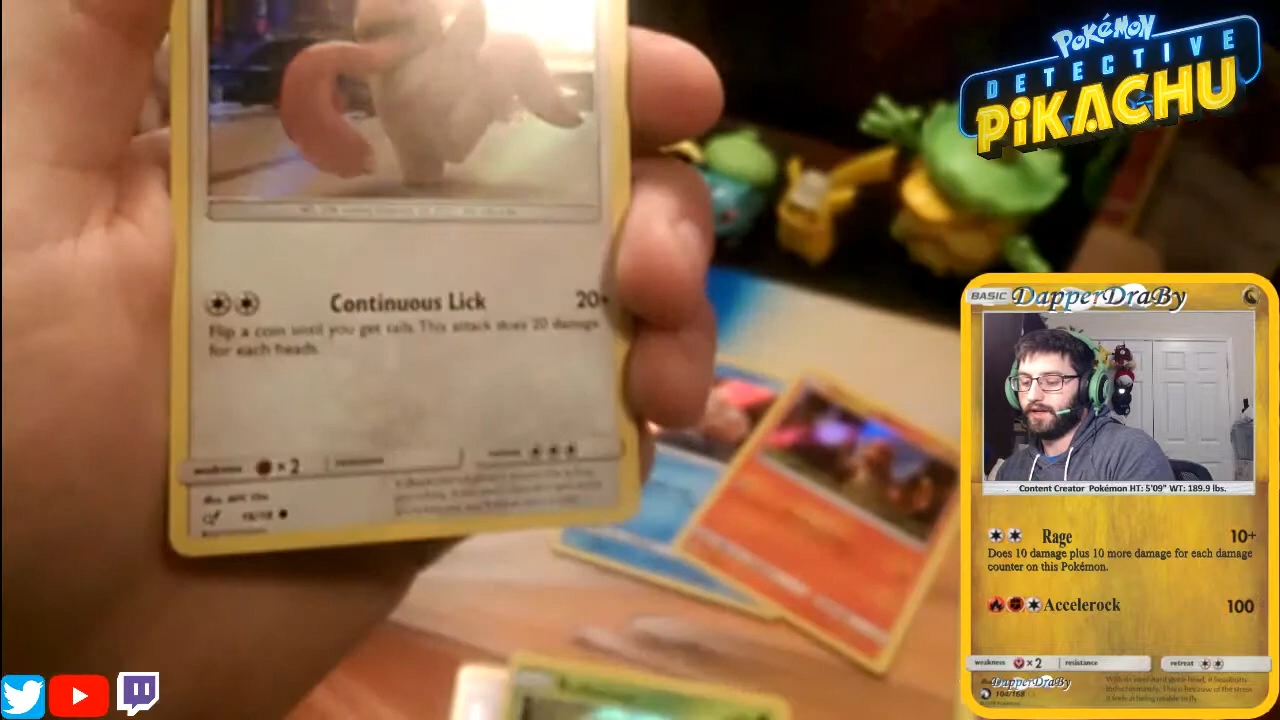 POKÉMON
DETECTIVE
PIKACHU
Continuous Lick 20
Flip a coin until you get tails. This attack does 20 damage
for each heads.
weakness ×2 resistance retreat
BASIC DapperDraBy
Content Creator Pokémon HT: 5'09" WT: 189.9 lbs.
Rage 10+
Does 10 damage plus 10 more damage for each damage
counter on this Pokémon.
Accelerock 100
weakness ×2 resistance retreat
DapperDraBy
104/168